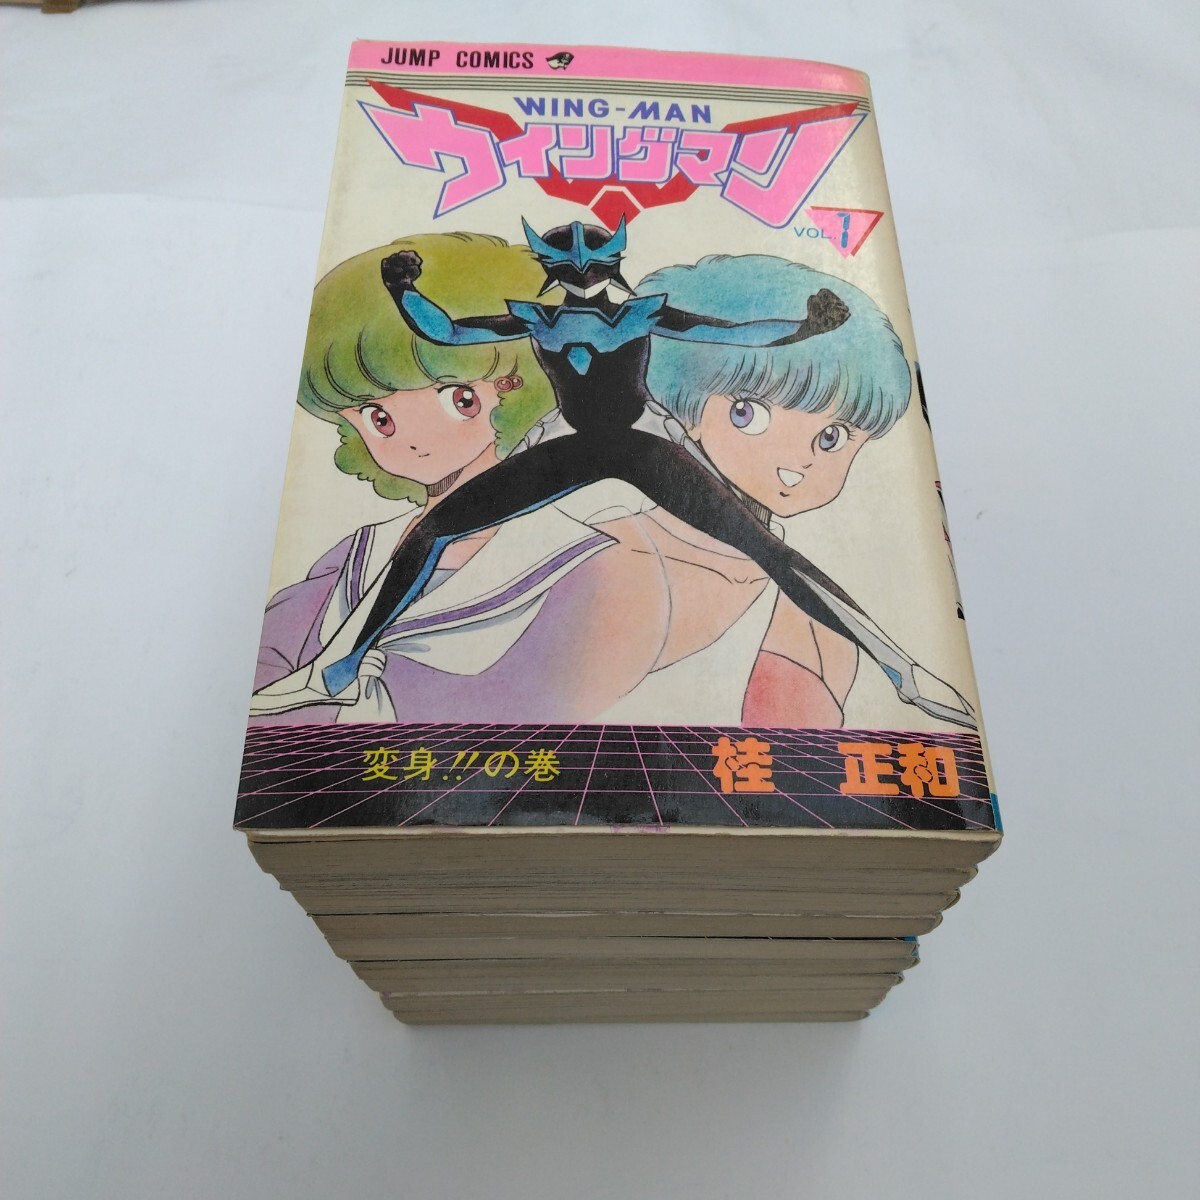 JUMP COMICS
WING-MAN
ウイングマン
VOL. 1
変身!!の巻
桂 正和